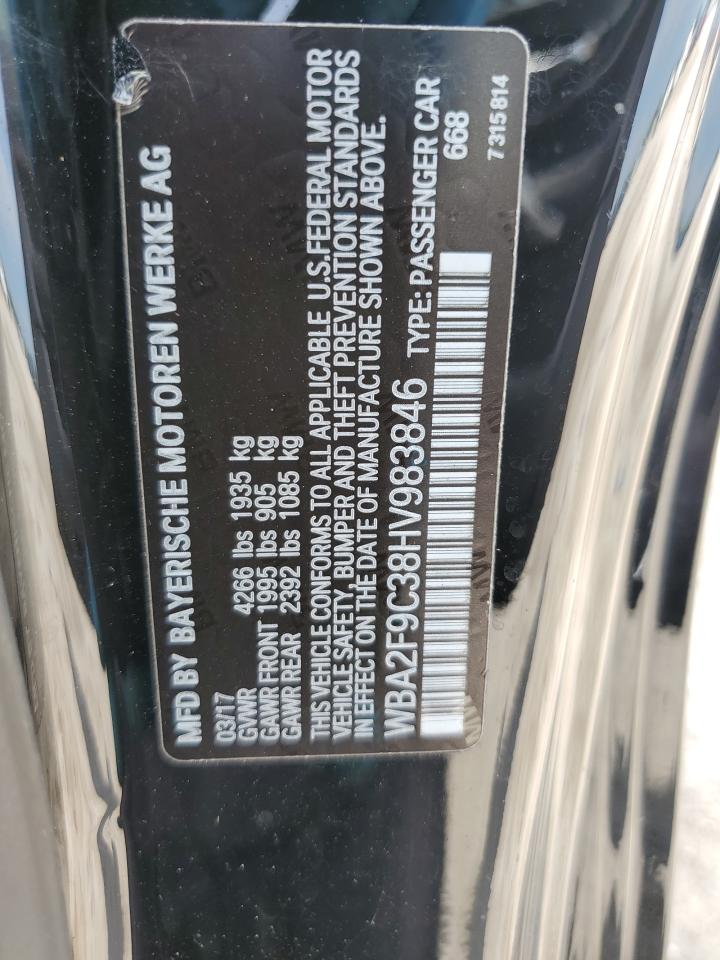 MFD BY BAYERISCHE MOTOREN WERKE AG
03/17
GVWR 4266 lbs 1935 kg
GAWR FRONT 1995 lbs 905 kg
GAWR REAR 2392 lbs 1085 kg
THIS VEHICLE CONFORMS TO ALL APPLICABLE U.S.FEDERAL MOTOR
VEHICLE SAFETY, BUMPER AND THEFT PREVENTION STANDARDS
IN EFFECT ON THE DATE OF MANUFACTURE SHOWN ABOVE.
WBA2F9C38HV983846 TYPE: PASSENGER CAR
668
7315814